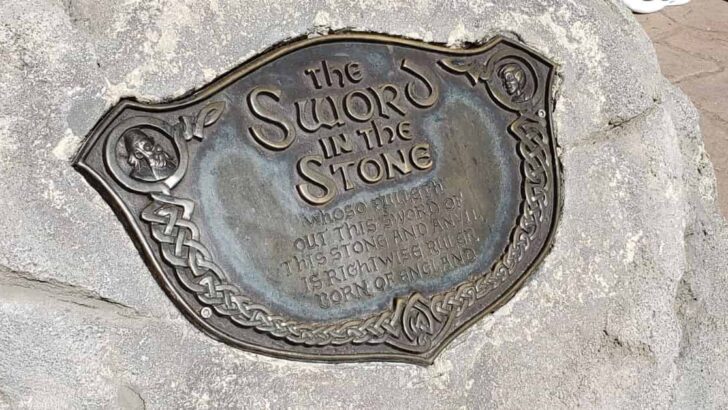 The
Sword
in the
Stone
Whoso pulleth
out this sword of
this stone and anvil
is rightwise ruler
born of england